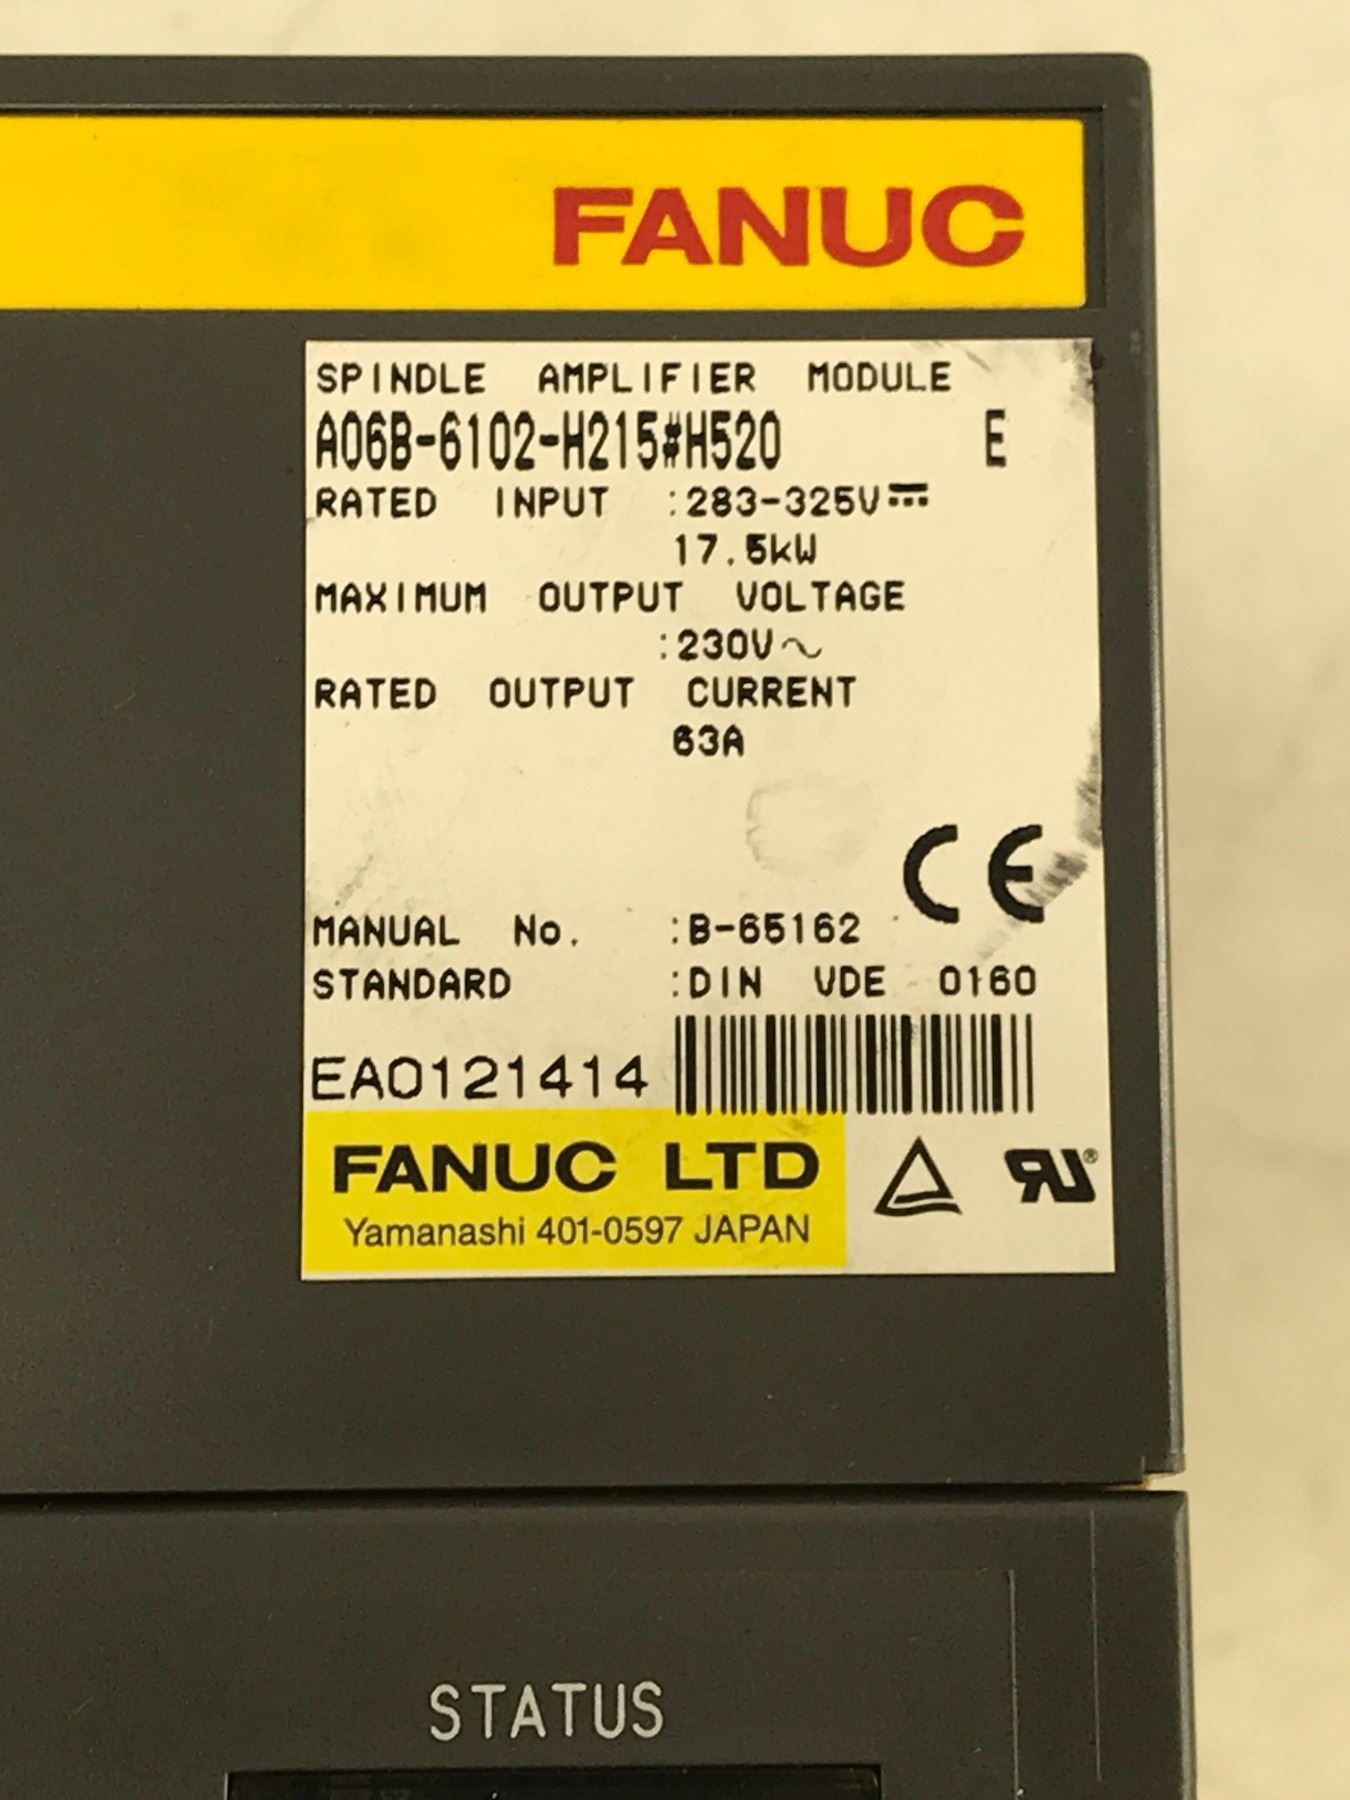 FANUC
SPINDLE AMPLIFIER MODULE
A06B-6102-H215#H520 E
RATED INPUT :283-325V⎓
17.5kW
MAXIMUM OUTPUT VOLTAGE
:230V∿
RATED OUTPUT CURRENT
63A
CE
MANUAL No. :B-65162
STANDARD :DIN VDE 0160
EA0121414
FANUC LTD
Yamanashi 401-0597 JAPAN
RU®
STATUS